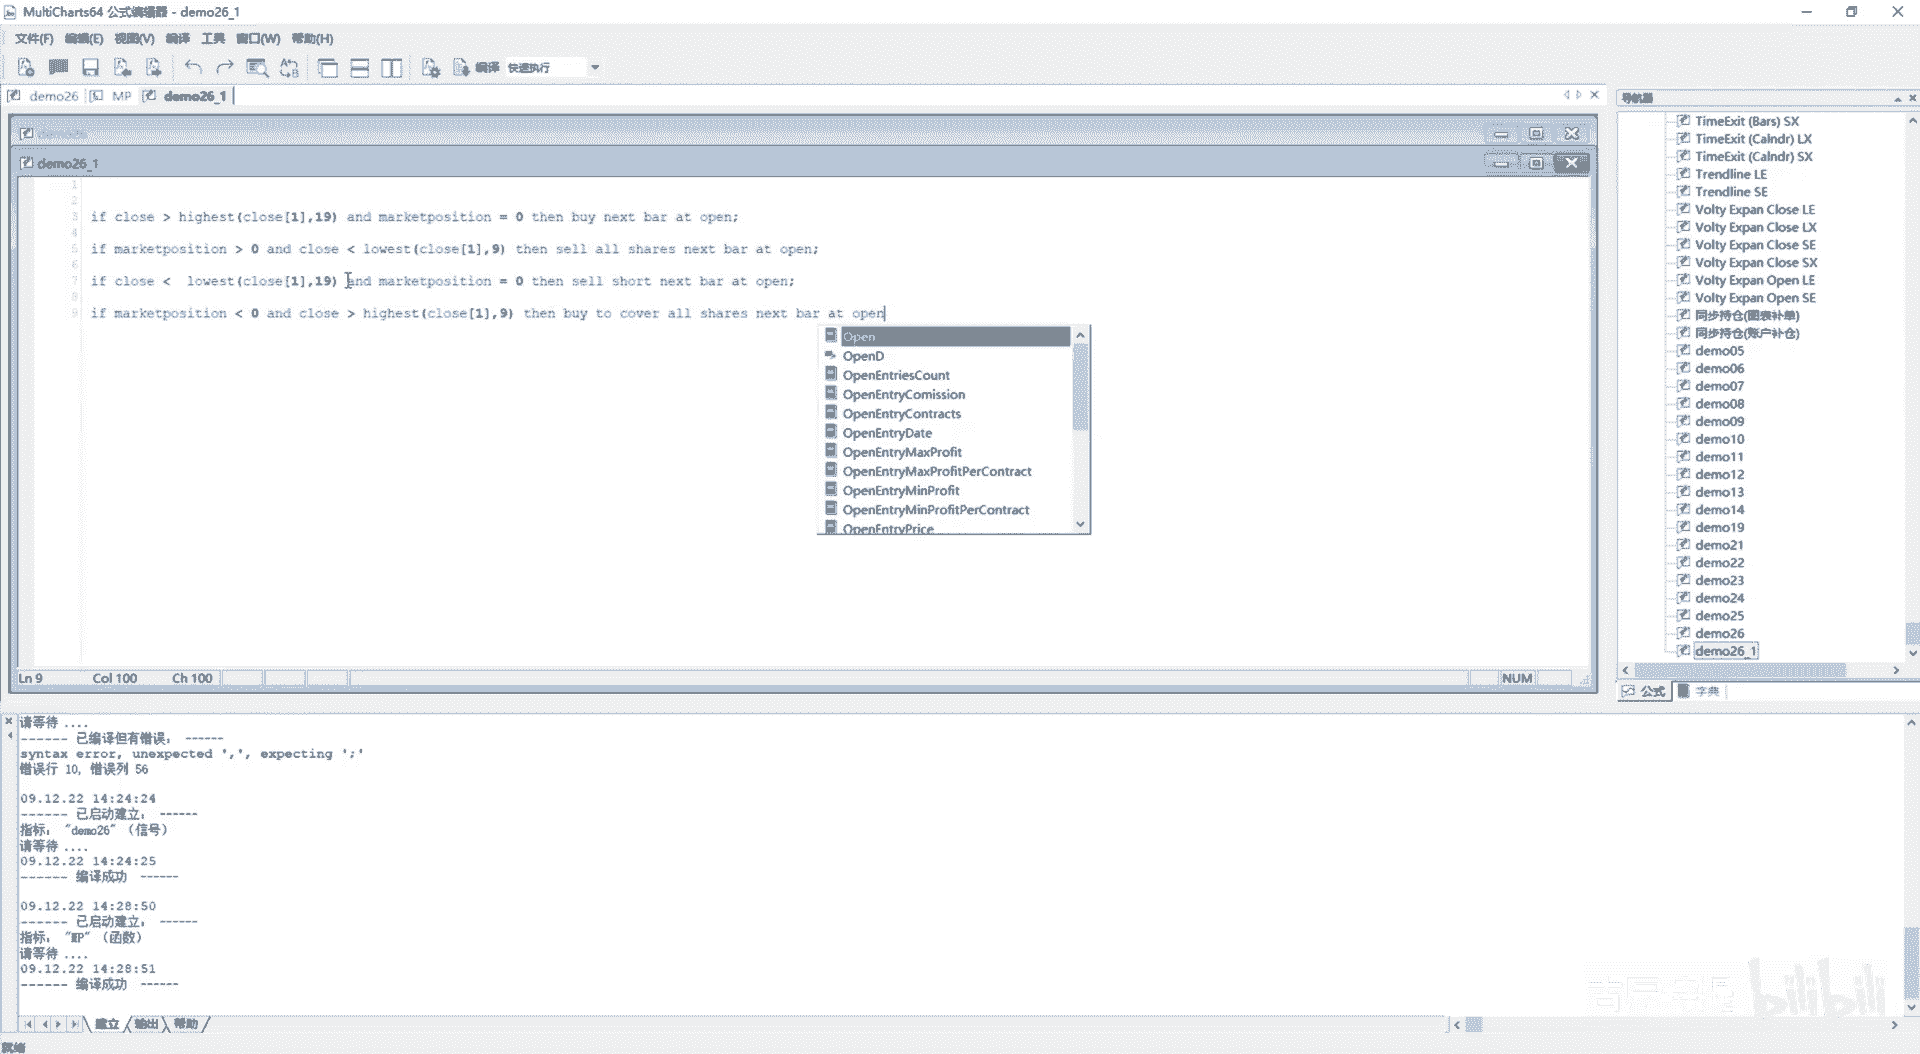 MultiCharts64 公式编辑器 - demo26_1
文件(F) 编辑(E) 视图(V) 编译 工具 窗口(W) 帮助(H)
编译 快速执行
demo26 MP demo26_1
导航器
demo26
demo26_1
1
2
3 if close > highest(close[1],19) and marketposition = 0 then buy next bar at open;
4
5 if marketposition > 0 and close < lowest(close[1],9) then sell all shares next bar at open;
6
7 if close <  lowest(close[1],19) and marketposition = 0 then sell short next bar at open;
8
9 if marketposition < 0 and close > highest(close[1],9) then buy to cover all shares next bar at open
Open
OpenD
OpenEntriesCount
OpenEntryComission
OpenEntryContracts
OpenEntryDate
OpenEntryMaxProfit
OpenEntryMaxProfitPerContract
OpenEntryMinProfit
OpenEntryMinProfitPerContract
OpenEntryPrice
Ln 9 Col 100 Ch 100 NUM
TimeExit (Bars) SX
TimeExit (Calndr) LX
TimeExit (Calndr) SX
Trendline LE
Trendline SE
Volty Expan Close LE
Volty Expan Close LX
Volty Expan Close SE
Volty Expan Close SX
Volty Expan Open LE
Volty Expan Open SE
同步持仓(图表补单)
同步持仓(账户补仓)
demo05
demo06
demo07
demo08
demo09
demo10
demo11
demo12
demo13
demo14
demo19
demo21
demo22
demo23
demo24
demo25
demo26
demo26_1
公式 字典
请等待 ....
------ 已编译但有错误: ------
syntax error, unexpected ',', expecting ';'
错误行 10, 错误列 56
09.12.22 14:24:24
------ 已启动建立: ------
指标: "demo26" (信号)
请等待 ....
09.12.22 14:24:25
------ 编译成功 ------
09.12.22 14:28:50
------ 已启动建立: ------
指标: "MP" (函数)
请等待 ....
09.12.22 14:28:51
------ 编译成功 ------
建立 输出 帮助
就绪
bilibili